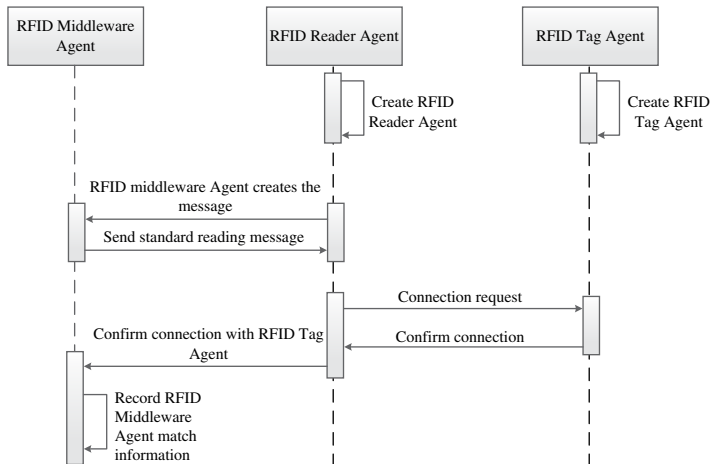 RFID Middleware
Agent
RFID Reader Agent
RFID Tag Agent
Create RFID
Reader Agent
Create RFID
Tag Agent
RFID middleware Agent creates the
message
Send standard reading message
Connection request
Confirm connection with RFID Tag
Agent
Confirm connection
Record RFID
Middleware
Agent match
information